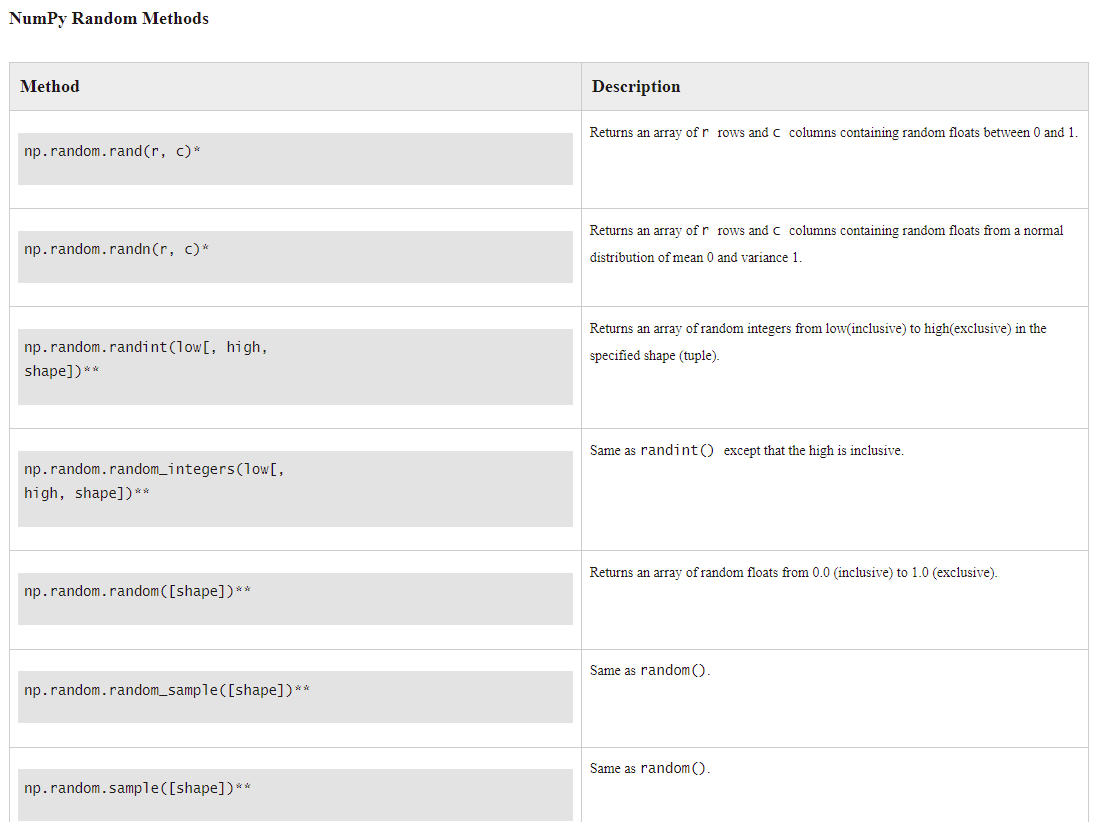 NumPy Random Methods
Method Description
np.random.rand(r, c)*
Returns an array of r rows and c columns containing random floats between 0 and 1.
np.random.randn(r, c)*
Returns an array of r rows and c columns containing random floats from a normal
distribution of mean 0 and variance 1.
np.random.randint(low[, high,
shape])**
Returns an array of random integers from low(inclusive) to high(exclusive) in the
specified shape (tuple).
np.random.random_integers(low[,
high, shape])**
Same as randint() except that the high is inclusive.
np.random.random([shape])**
Returns an array of random floats from 0.0 (inclusive) to 1.0 (exclusive).
np.random.random_sample([shape])**
Same as random().
np.random.sample([shape])**
Same as random().